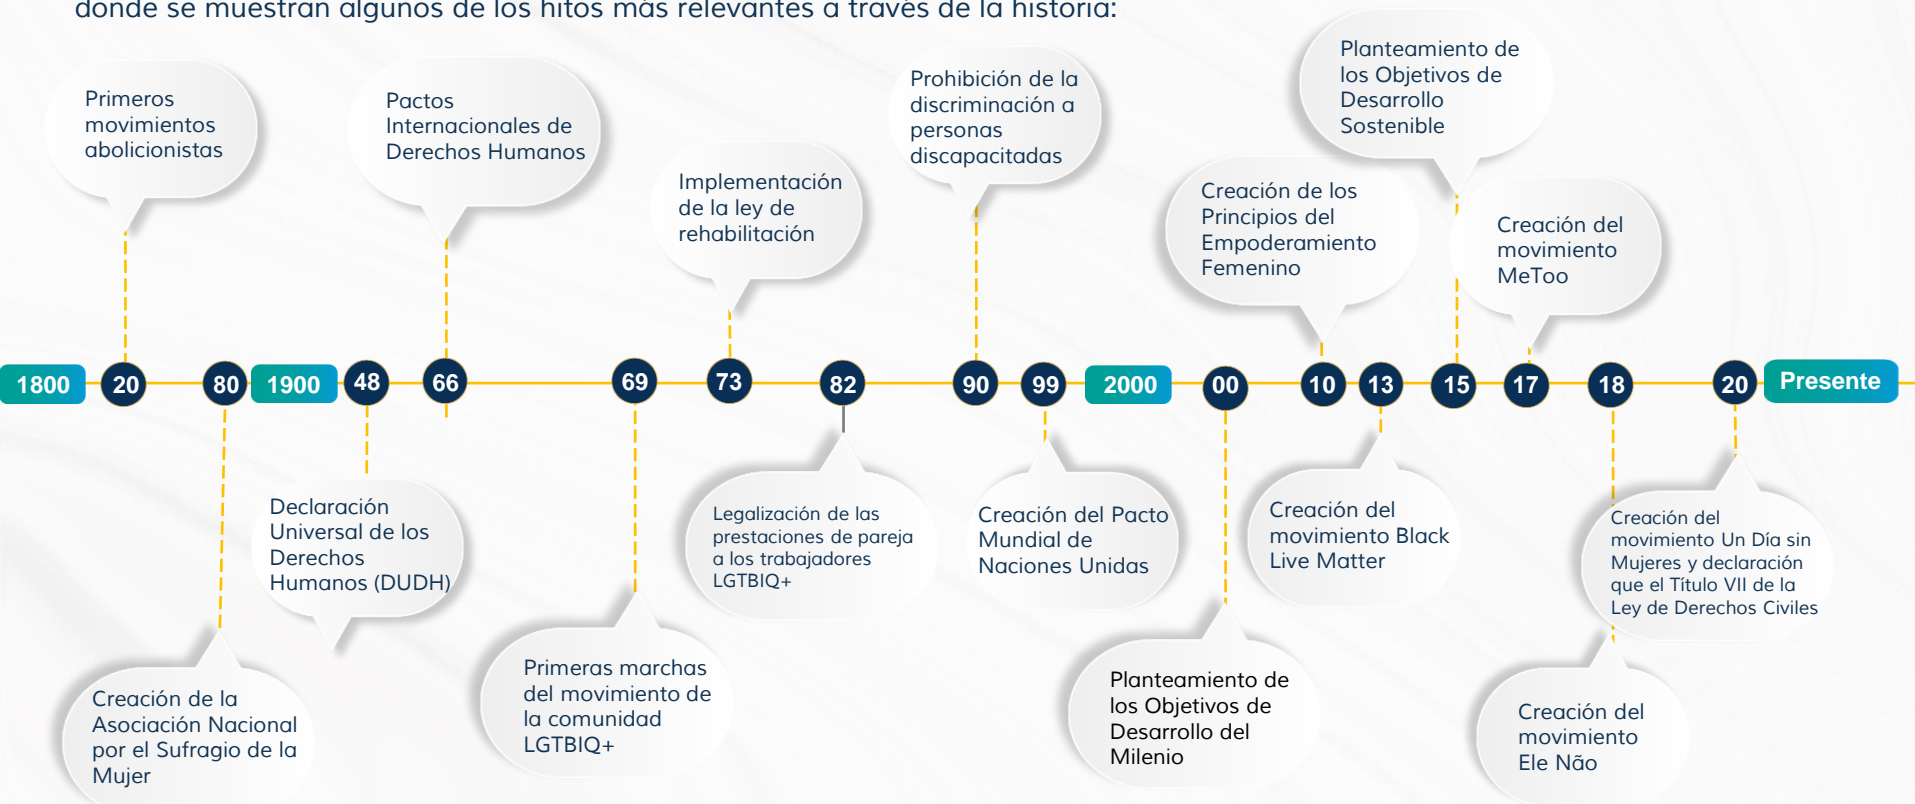 donde se muestran algunos de los hitos más relevantes a través de la historia:
Primeros
movimientos
abolicionistas
Pactos
Internacionales de
Derechos Humanos
Implementación
de la ley de
rehabilitación
Prohibición de la
discriminación a
personas
discapacitadas
Creación de los
Principios del
Empoderamiento
Femenino
Planteamiento de
los Objetivos de
Desarrollo
Sostenible
Creación del
movimiento
MeToo
1800
20
80
1900
48
66
69
73
82
90
99
2000
00
10
13
15
17
18
20
Presente
Creación de la
Asociación Nacional
por el Sufragio de la
Mujer
Declaración
Universal de los
Derechos
Humanos (DUDH)
Primeras marchas
del movimiento de
la comunidad
LGTBIQ+
Legalización de las
prestaciones de pareja
a los trabajadores
LGTBIQ+
Creación del Pacto
Mundial de
Naciones Unidas
Planteamiento de
los Objetivos de
Desarrollo del
Milenio
Creación del
movimiento Black
Live Matter
Creación del
movimiento
Ele Não
Creación del
movimiento Un Día sin
Mujeres y declaración
que el Título VII de la
Ley de Derechos Civiles